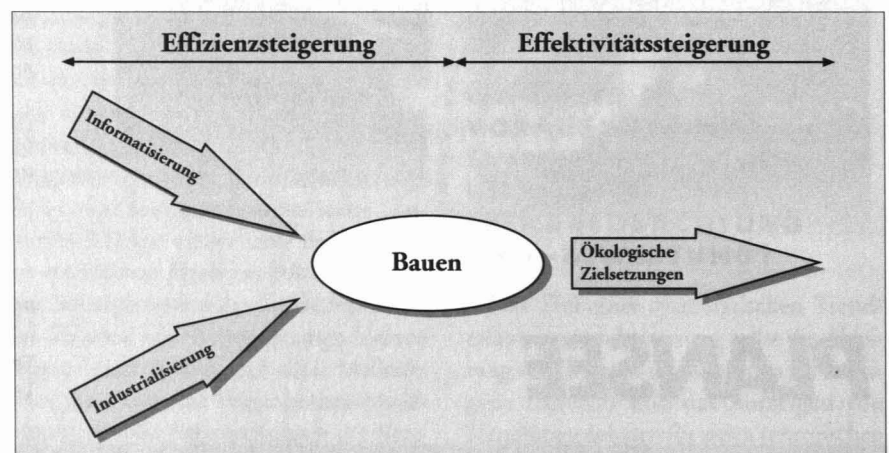 Effizienzsteigerung Effektivitätssteigerung
Informatisierung
Bauen
Ökologische
Zielsetzungen
Industrialisierung